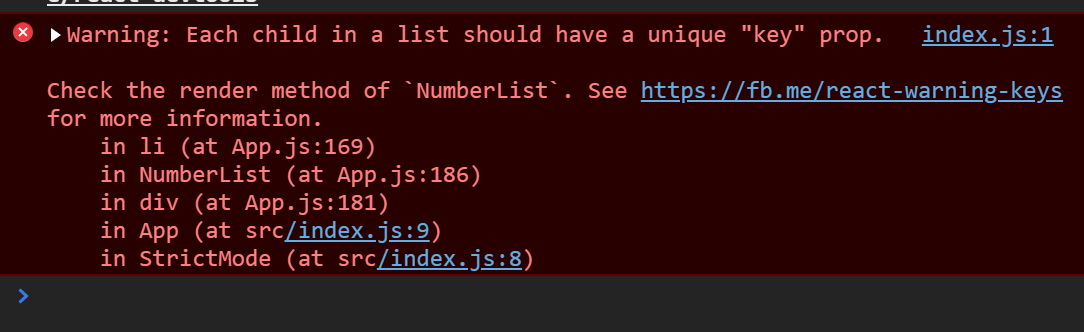 Warning: Each child in a list should have a unique "key" prop. index.js:1
Check the render method of `NumberList`. See https://fb.me/react-warning-keys
for more information.
in li (at App.js:169)
in NumberList (at App.js:186)
in div (at App.js:181)
in App (at src/index.js:9)
in StrictMode (at src/index.js:8)